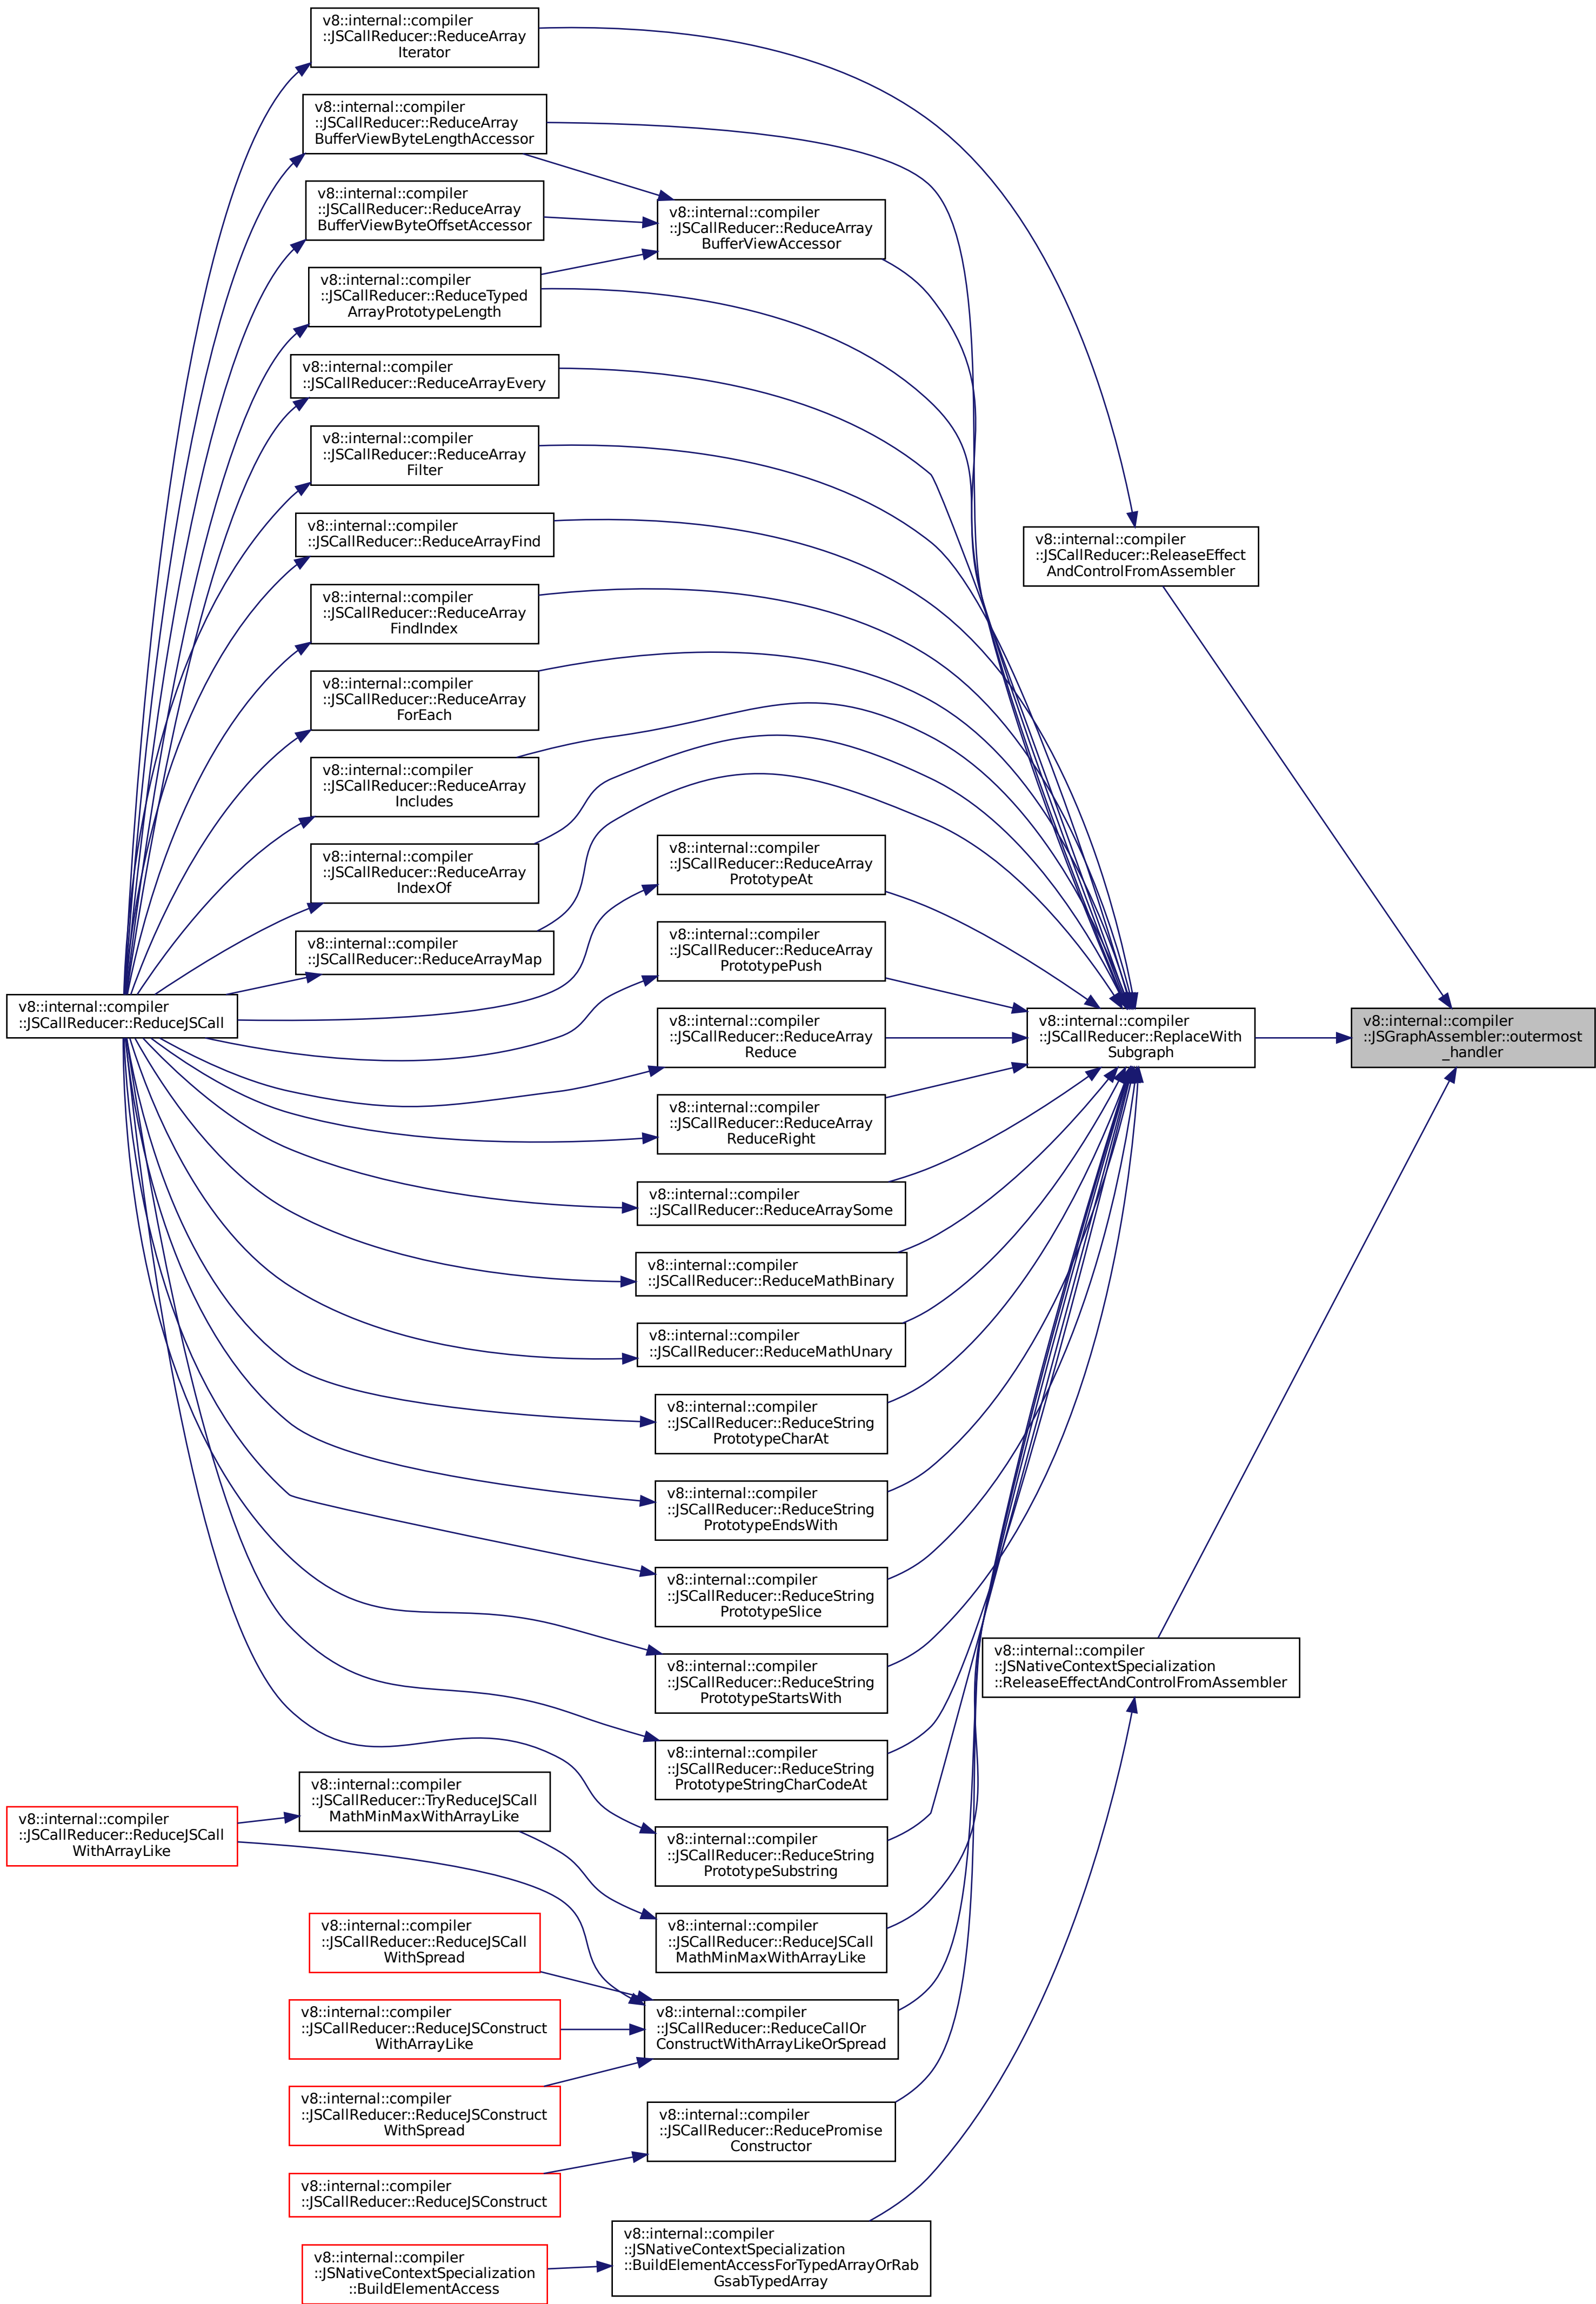 v8::internal::compiler
::JSCallReducer::ReduceArray
Iterator
v8::internal::compiler
::JSCallReducer::ReduceArray
BufferViewByteLengthAccessor
v8::internal::compiler
::JSCallReducer::ReduceArray
BufferViewByteOffsetAccessor
v8::internal::compiler
::JSCallReducer::ReduceArray
BufferViewAccessor
v8::internal::compiler
::JSCallReducer::ReduceTyped
ArrayPrototypeLength
v8::internal::compiler
::JSCallReducer::ReduceArrayEvery
v8::internal::compiler
::JSCallReducer::ReduceArray
Filter
v8::internal::compiler
::JSCallReducer::ReduceArrayFind
v8::internal::compiler
::JSCallReducer::ReleaseEffect
AndControlFromAssembler
v8::internal::compiler
::JSCallReducer::ReduceArray
FindIndex
v8::internal::compiler
::JSCallReducer::ReduceArray
ForEach
v8::internal::compiler
::JSCallReducer::ReduceArray
Includes
v8::internal::compiler
::JSCallReducer::ReduceArray
PrototypeAt
v8::internal::compiler
::JSCallReducer::ReduceArray
IndexOf
v8::internal::compiler
::JSCallReducer::ReduceArray
PrototypePush
v8::internal::compiler
::JSCallReducer::ReduceArrayMap
v8::internal::compiler
::JSCallReducer::ReduceJSCall
v8::internal::compiler
::JSCallReducer::ReduceArray
Reduce
v8::internal::compiler
::JSCallReducer::ReplaceWith
Subgraph
v8::internal::compiler
::JSGraphAssembler::outermost
_handler
v8::internal::compiler
::JSCallReducer::ReduceArray
ReduceRight
v8::internal::compiler
::JSCallReducer::ReduceArraySome
v8::internal::compiler
::JSCallReducer::ReduceMathBinary
v8::internal::compiler
::JSCallReducer::ReduceMathUnary
v8::internal::compiler
::JSCallReducer::ReduceString
PrototypeCharAt
v8::internal::compiler
::JSCallReducer::ReduceString
PrototypeEndsWith
v8::internal::compiler
::JSCallReducer::ReduceString
PrototypeSlice
v8::internal::compiler
::JSNativeContextSpecialization
::ReleaseEffectAndControlFromAssembler
v8::internal::compiler
::JSCallReducer::ReduceString
PrototypeStartsWith
v8::internal::compiler
::JSCallReducer::ReduceString
PrototypeStringCharCodeAt
v8::internal::compiler
::JSCallReducer::TryReduceJSCall
MathMinMaxWithArrayLike
v8::internal::compiler
::JSCallReducer::ReduceJSCall
WithArrayLike
v8::internal::compiler
::JSCallReducer::ReduceString
PrototypeSubstring
v8::internal::compiler
::JSCallReducer::ReduceJSCall
WithSpread
v8::internal::compiler
::JSCallReducer::ReduceJSCall
MathMinMaxWithArrayLike
v8::internal::compiler
::JSCallReducer::ReduceJSConstruct
WithArrayLike
v8::internal::compiler
::JSCallReducer::ReduceCallOr
ConstructWithArrayLikeOrSpread
v8::internal::compiler
::JSCallReducer::ReduceJSConstruct
WithSpread
v8::internal::compiler
::JSCallReducer::ReducePromise
Constructor
v8::internal::compiler
::JSCallReducer::ReduceJSConstruct
v8::internal::compiler
::JSNativeContextSpecialization
::BuildElementAccessForTypedArrayOrRab
GsabTypedArray
v8::internal::compiler
::JSNativeContextSpecialization
::BuildElementAccess